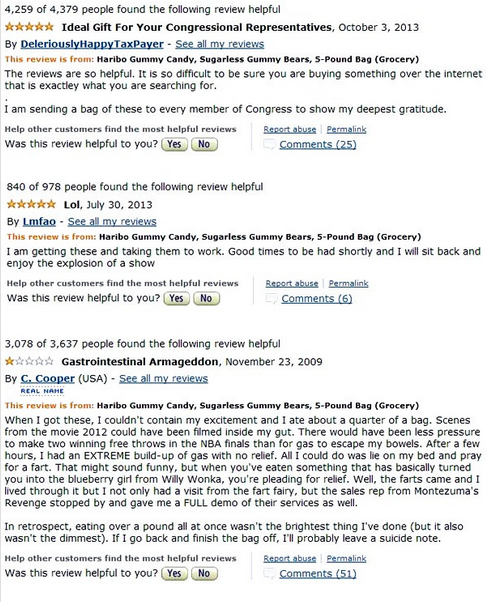 4,259 of 4,379 people found the following review helpful
Ideal Gift For Your Congressional Representatives, October 3, 2013
By DeleriouslyHappyTaxPayer - See all my reviews
This review is from: Haribo Gummy Candy, Sugarless Gummy Bears, 5-Pound Bag (Grocery)
The reviews are so helpful. It is so difficult to be sure you are buying something over the internet
that is exactley what you are searching for.
.
I am sending a bag of these to every member of Congress to show my deepest gratitude.
Help other customers find the most helpful reviews Report abuse | Permalink
Was this review helpful to you? Yes No Comments (25)
840 of 978 people found the following review helpful
Lol, July 30, 2013
By Lmfao - See all my reviews
This review is from: Haribo Gummy Candy, Sugarless Gummy Bears, 5-Pound Bag (Grocery)
I am getting these and taking them to work. Good times to be had shortly and I will sit back and
enjoy the explosion of a show
Help other customers find the most helpful reviews Report abuse | Permalink
Was this review helpful to you? Yes No Comments (6)
3,078 of 3,637 people found the following review helpful
Gastrointestinal Armageddon, November 23, 2009
By C. Cooper (USA) - See all my reviews
REAL NAME
This review is from: Haribo Gummy Candy, Sugarless Gummy Bears, 5-Pound Bag (Grocery)
When I got these, I couldn't contain my excitement and I ate about a quarter of a bag. Scenes
from the movie 2012 could have been filmed inside my gut. There would have been less pressure
to make two winning free throws in the NBA finals than for gas to escape my bowels. After a few
hours, I had an EXTREME build-up of gas with no relief. All I could do was lie on my bed and pray
for a fart. That might sound funny, but when you've eaten something that has basically turned
you into the blueberry girl from Willy Wonka, you're pleading for relief. Well, the farts came and I
lived through it but I not only had a visit from the fart fairy, but the sales rep from Montezuma's
Revenge stopped by and gave me a FULL demo of their services as well.
In retrospect, eating over a pound all at once wasn't the brightest thing I've done (but it also
wasn't the dimmest). If I go back and finish the bag off, I'll probably leave a suicide note.
Help other customers find the most helpful reviews Report abuse | Permalink
Was this review helpful to you? Yes No Comments (51)